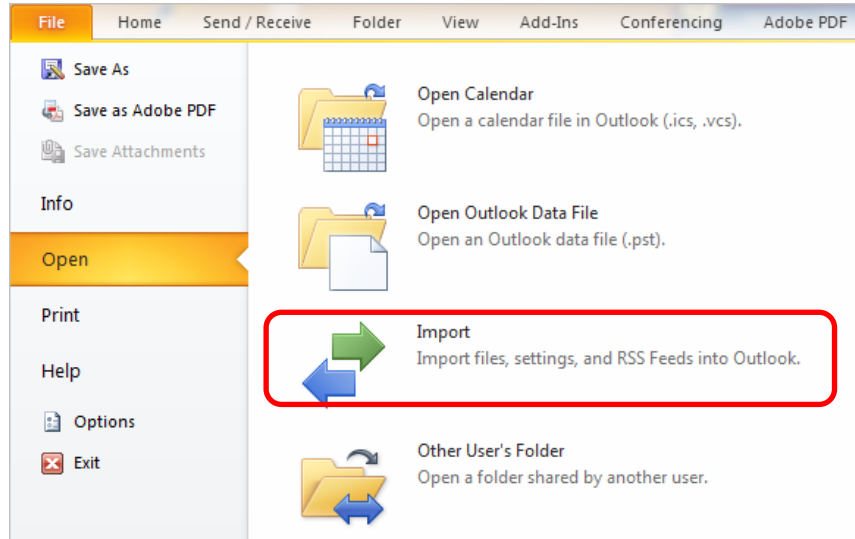 File Home Send / Receive Folder View Add-Ins Conferencing Adobe PDF
Save As
Save as Adobe PDF
Save Attachments
Info
Open
Print
Help
Options
Exit
Open Calendar
Open a calendar file in Outlook (.ics, .vcs).
Open Outlook Data File
Open an Outlook data file (.pst).
Import
Import files, settings, and RSS Feeds into Outlook.
Other User's Folder
Open a folder shared by another user.